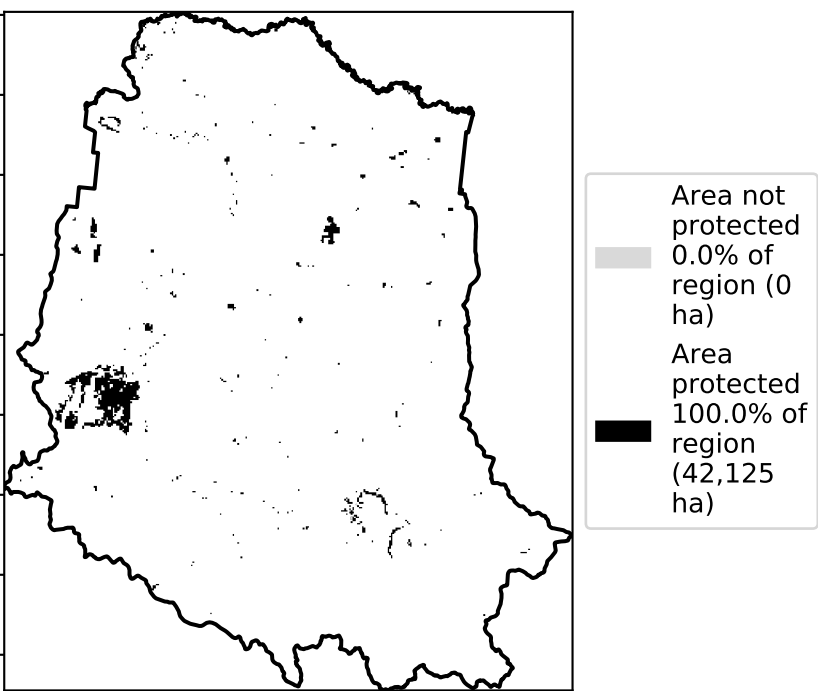 Area not
protected
0.0% of
region (0
ha)
Area
protected
100.0% of
region
(42,125
ha)